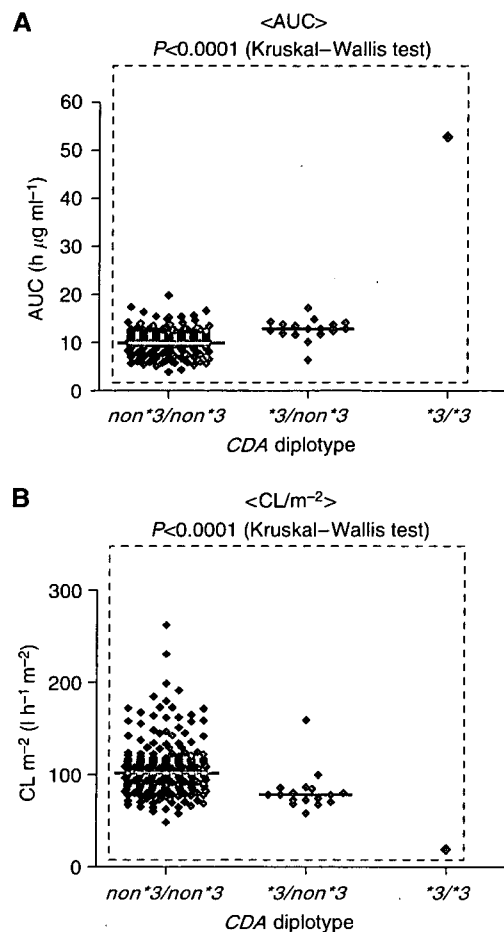 A
<AUC>
P<0.0001 (Kruskal–Wallis test)
60
50
40
30
20
10
0
AUC (h μg ml⁻¹)
non*3/non*3 *3/non*3 *3/*3
CDA diplotype
B
<CL/m⁻²>
P<0.0001 (Kruskal–Wallis test)
300
200
100
0
CL m⁻² (l h⁻¹ m⁻²)
non*3/non*3 *3/non*3 *3/*3
CDA diplotype